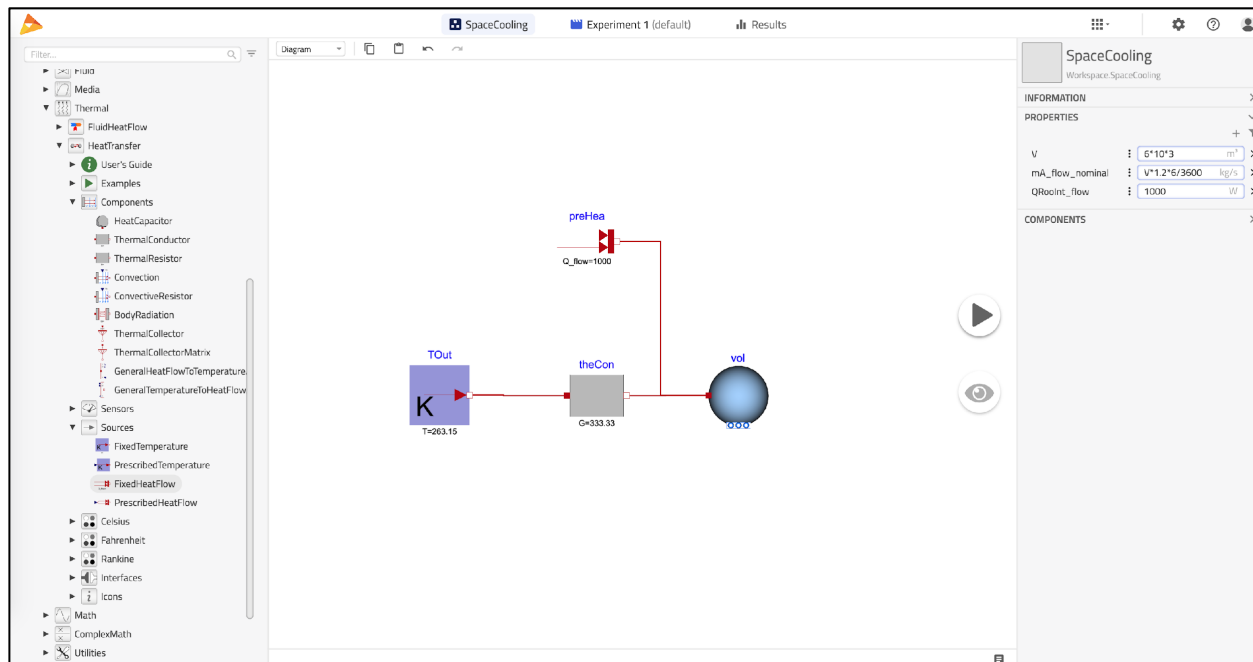 SpaceCooling
Experiment 1 (default)
Results
Filter...
Diagram
Fluid
Media
Thermal
FluidHeatFlow
HeatTransfer
User's Guide
Examples
Components
HeatCapacitor
ThermalConductor
ThermalResistor
Convection
ConvectiveResistor
BodyRadiation
ThermalCollector
ThermalCollectorMatrix
GeneralHeatFlowToTemperature
GeneralTemperatureToHeatFlow
Sensors
Sources
FixedTemperature
PrescribedTemperature
FixedHeatFlow
PrescribedHeatFlow
Celsius
Fahrenheit
Rankine
Interfaces
Icons
Math
ComplexMath
Utilities
preHea
Q_flow=1000
TOut
K
T=263.15
theCon
G=333.33
vol
SpaceCooling
Workspace.SpaceCooling
INFORMATION
PROPERTIES
V 6*10*3 m³
mA_flow_nominal V*1.2*6/3600 kg/s
QRooInt_flow 1000 W
COMPONENTS